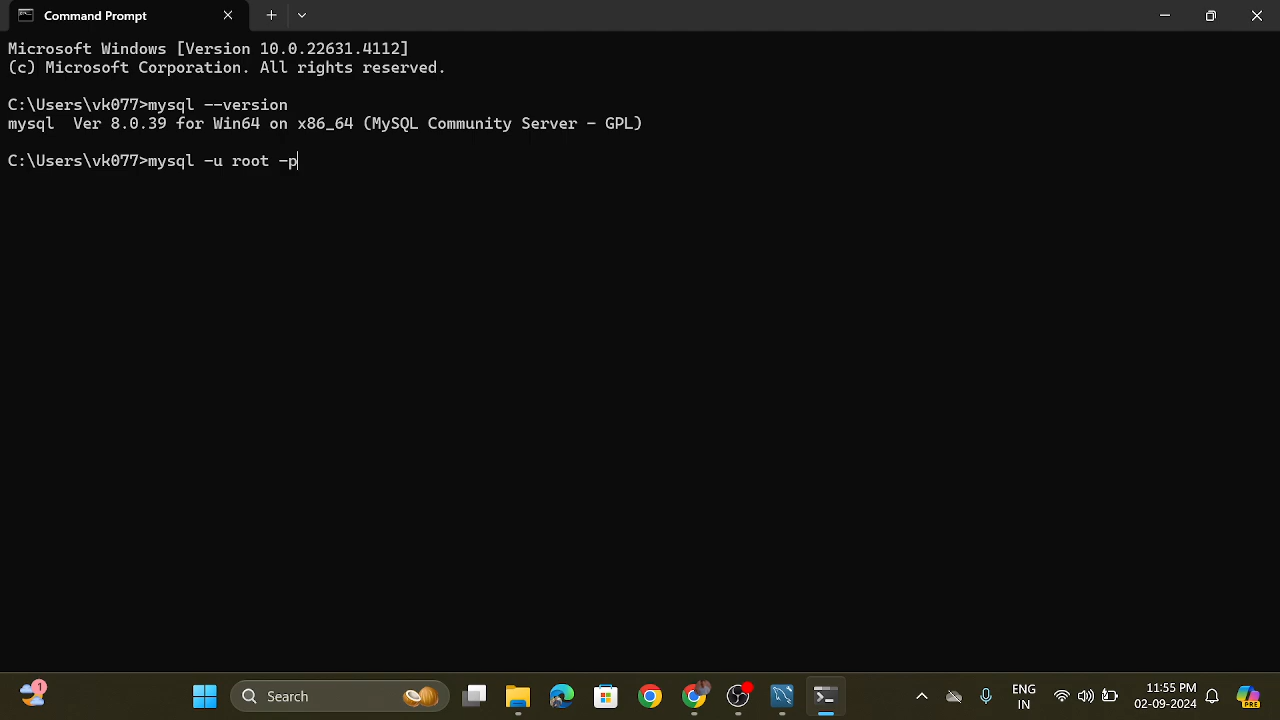 Command Prompt
Microsoft Windows [Version 10.0.22631.4112]
(c) Microsoft Corporation. All rights reserved.
C:\Users\vk077>mysql --version
mysql  Ver 8.0.39 for Win64 on x86_64 (MySQL Community Server - GPL)
C:\Users\vk077>mysql -u root -p
1
Search
ENG
IN
11:55 PM
02-09-2024
PRE